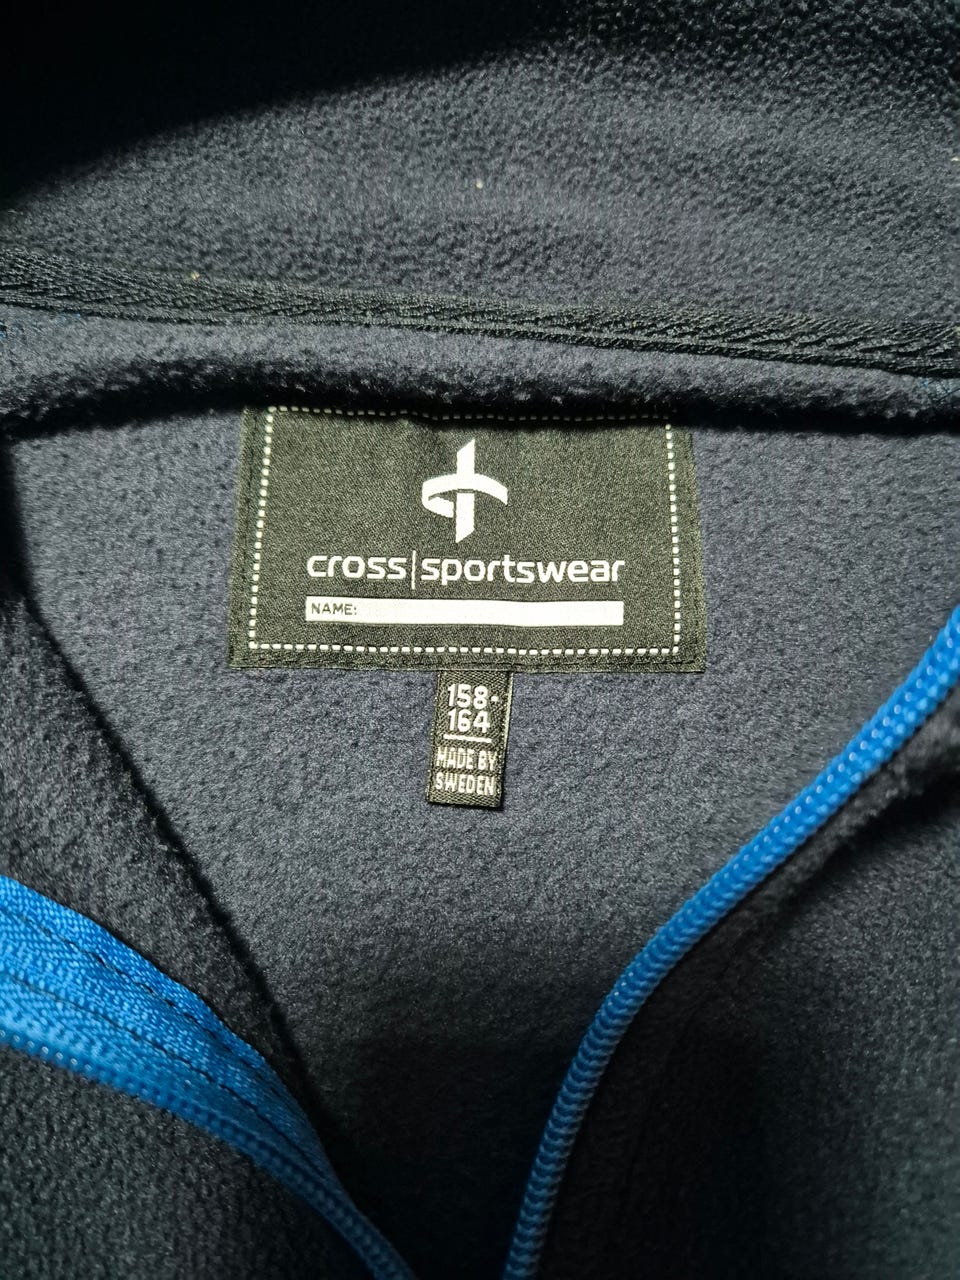 cross|sportswear
NAME:
158-
164
MADE BY
SWEDEN